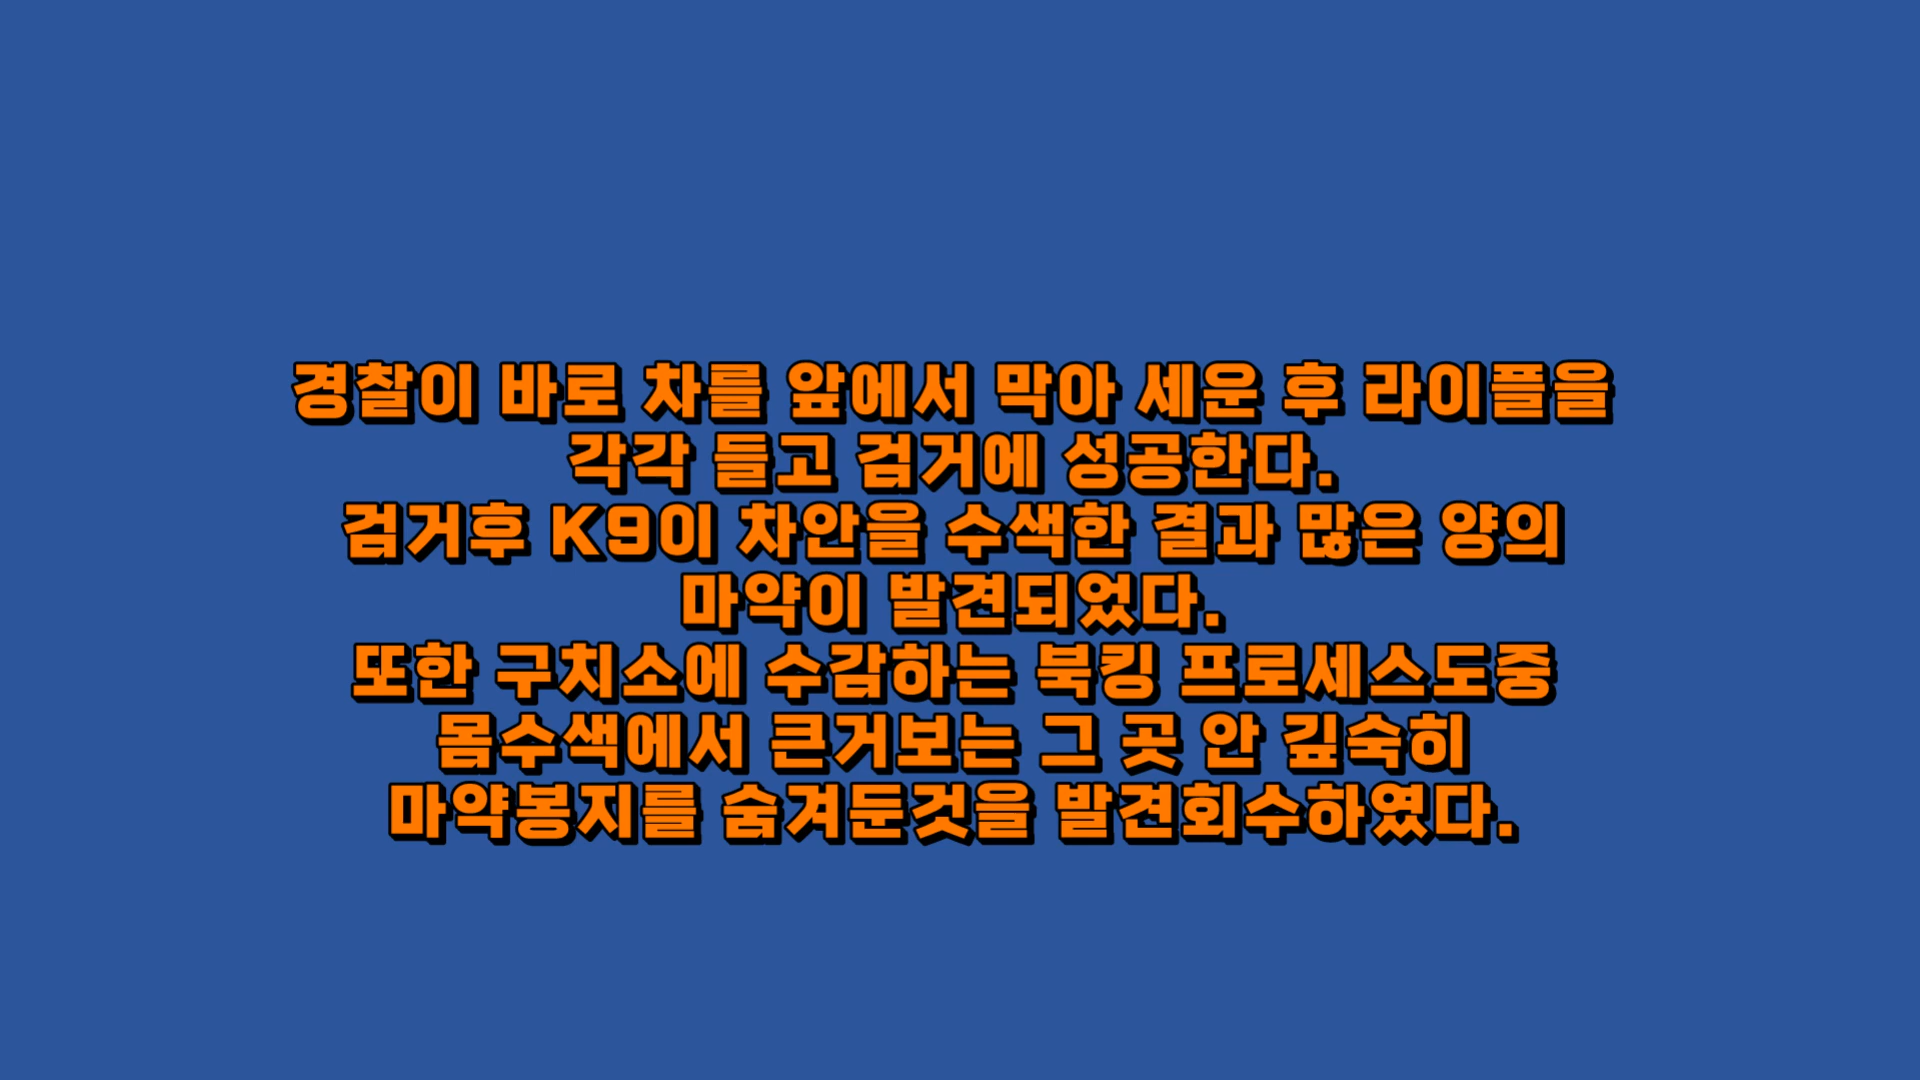 경찰이 바로 차를 앞에서 막아 세운 후 라이플을
각각 들고 검거에 성공한다.
검거후 K9이 차안을 수색한 결과 많은 양의
마약이 발견되었다.
또한 구치소에 수감하는 북킹 프로세스도중
몸수색에서 큰거보는 그 곳 안 깊숙히
마약봉지를 숨겨둔것을 발견회수하였다.